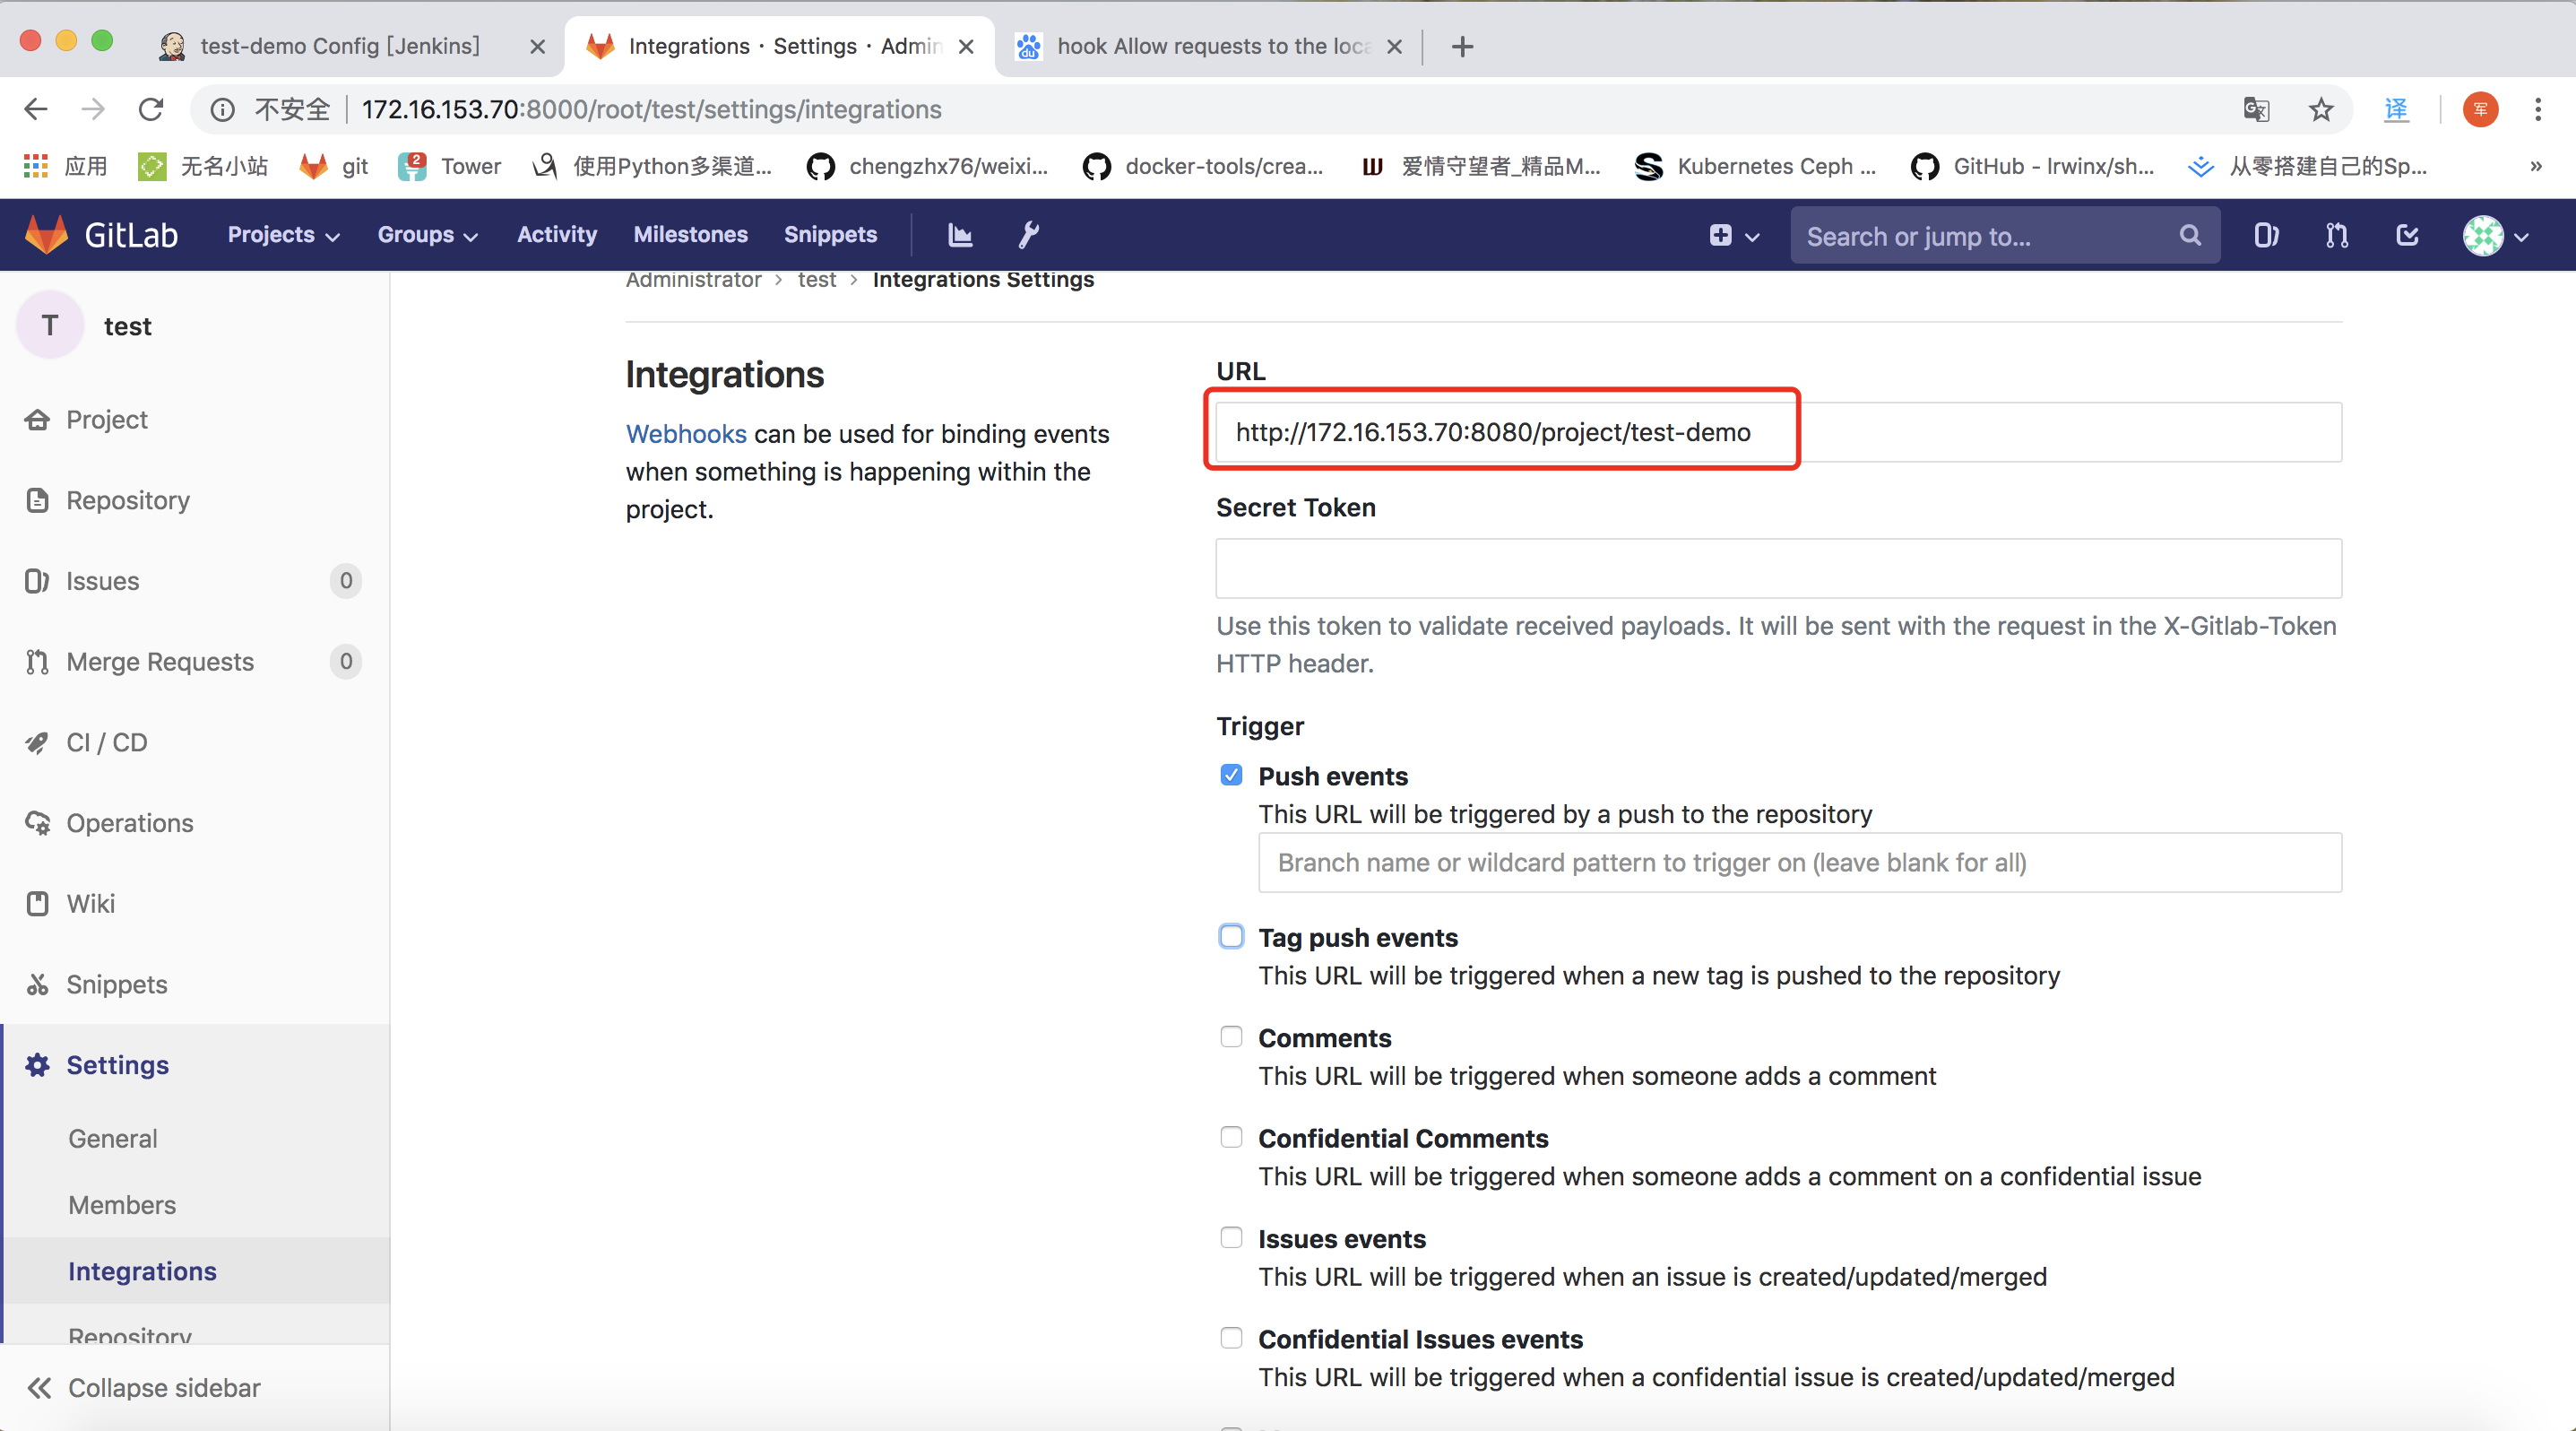 test-demo Config [Jenkins]
Integrations · Settings · Admin
hook Allow requests to the loca
不安全
172.16.153.70:8000/root/test/settings/integrations
译
军
应用
无名小站
git
2
Tower
使用Python多渠道...
chengzhx76/weixi...
docker-tools/crea...
爱情守望者_精品M...
Kubernetes Ceph ...
GitHub - lrwinx/sh...
从零搭建自己的Sp...
»
GitLab
Projects
Groups
Activity
Milestones
Snippets
Search or jump to...
Administrator > test > Integrations Settings
T
test
Project
Repository
Issues
0
Merge Requests
0
CI / CD
Operations
Wiki
Snippets
Settings
General
Members
Integrations
Repository
Collapse sidebar
Integrations
Webhooks can be used for binding events
when something is happening within the
project.
URL
http://172.16.153.70:8080/project/test-demo
Secret Token
Use this token to validate received payloads. It will be sent with the request in the X-Gitlab-Token
HTTP header.
Trigger
Push events
This URL will be triggered by a push to the repository
Branch name or wildcard pattern to trigger on (leave blank for all)
Tag push events
This URL will be triggered when a new tag is pushed to the repository
Comments
This URL will be triggered when someone adds a comment
Confidential Comments
This URL will be triggered when someone adds a comment on a confidential issue
Issues events
This URL will be triggered when an issue is created/updated/merged
Confidential Issues events
This URL will be triggered when a confidential issue is created/updated/merged